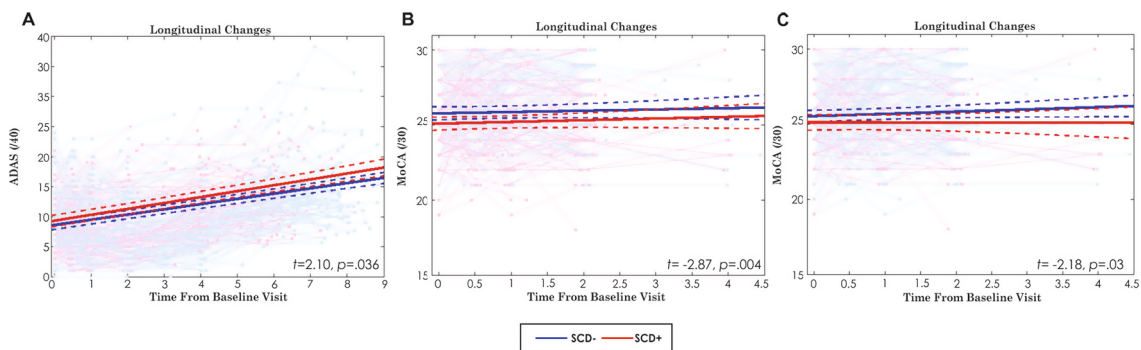 A
Longitudinal Changes
ADAS (/40)
40
35
30
25
20
15
10
5
0
0 1 2 3 4 5 6 7 8 9
t=2.10, p=.036
Time From Baseline Visit
B
Longitudinal Changes
MoCA (/30)
30
25
20
15
0 0.5 1 1.5 2 2.5 3 3.5 4 4.5
t= -2.87, p=.004
Time From Baseline Visit
C
Longitudinal Changes
MoCA (/30)
30
25
20
15
0 0.5 1 1.5 2 2.5 3 3.5 4 4.5
t= -2.18, p=.03
Time From Baseline Visit
SCD- SCD+